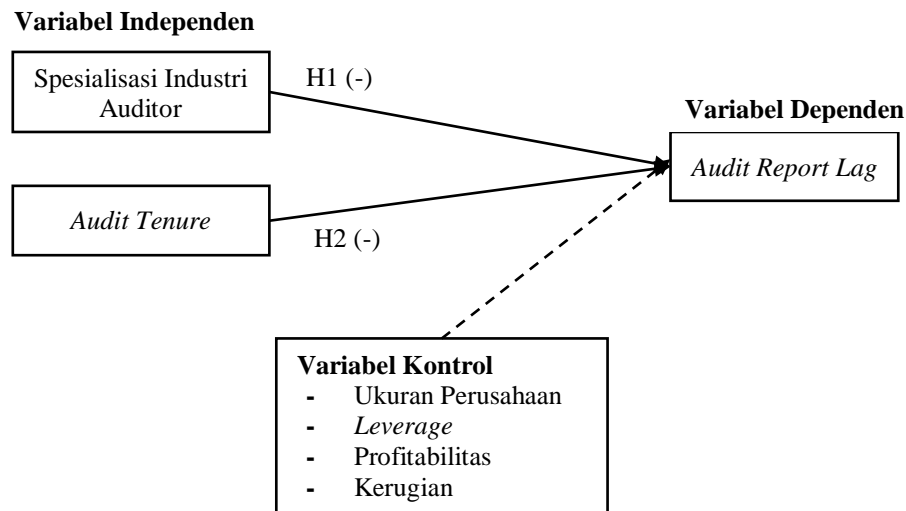 Variabel Independen
Spesialisasi Industri
Auditor
H1 (-)
Variabel Dependen
Audit Report Lag
Audit Tenure
H2 (-)
Variabel Kontrol
- Ukuran Perusahaan
- Leverage
- Profitabilitas
- Kerugian